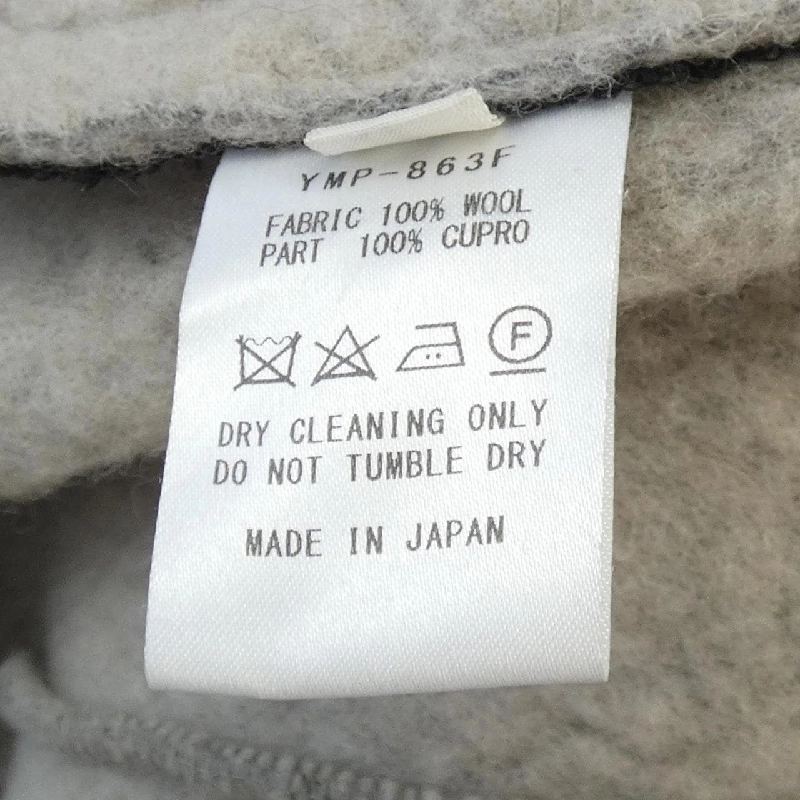 YMP-863F
FABRIC 100% WOOL
PART 100% CUPRO
F
DRY CLEANING ONLY
DO NOT TUMBLE DRY
MADE IN JAPAN